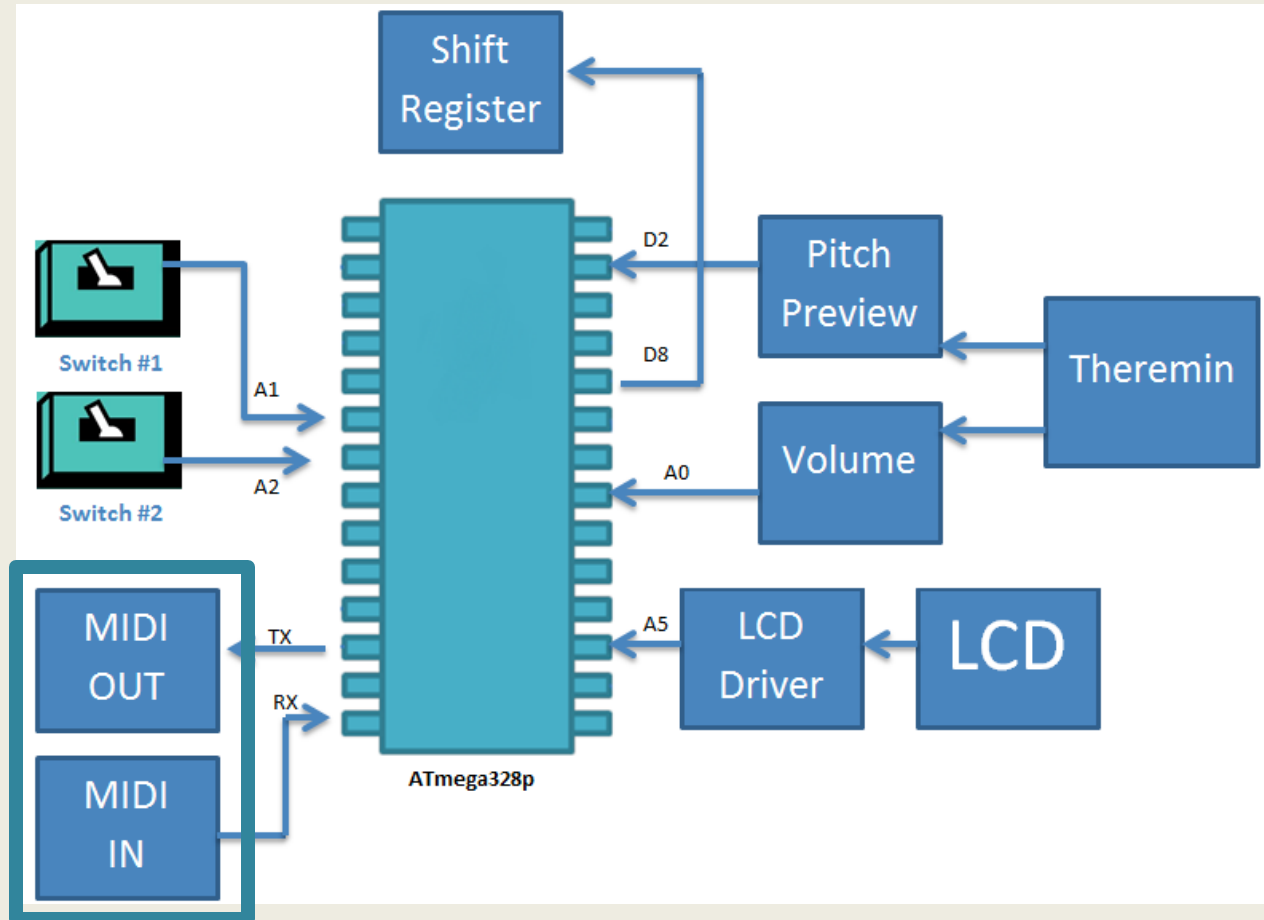 Shift
Register
D2
Pitch
Preview
Theremin
Switch #1
D8
A1
Switch #2
A2
A0
Volume
MIDI
OUT
TX
A5
LCD
Driver
LCD
RX
MIDI
IN
ATmega328p